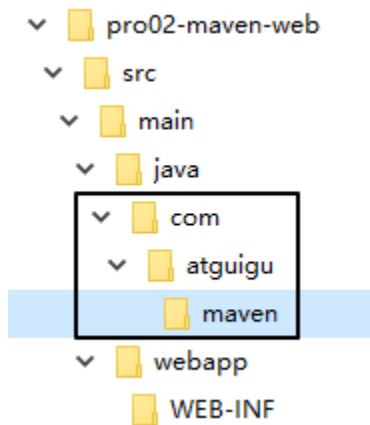 pro02-maven-web
src
main
java
com
atguigu
maven
webapp
WEB-INF